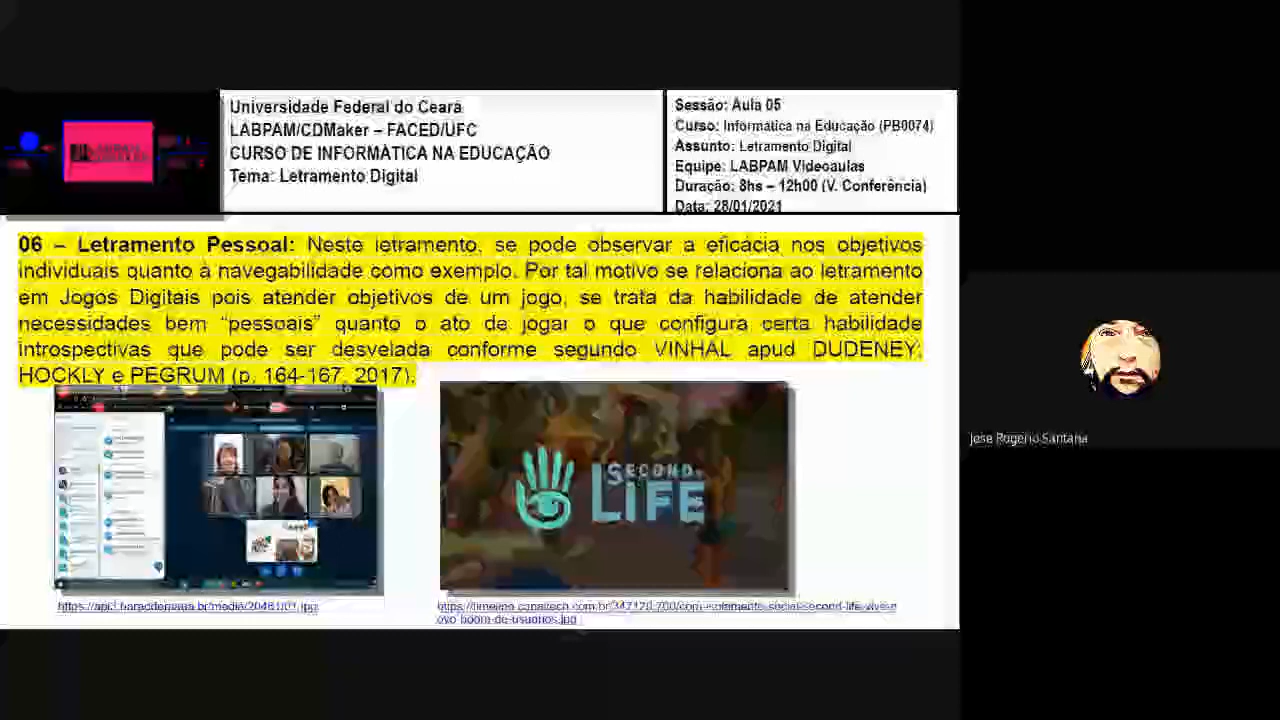 Universidade Federal do Ceará
LABPAM/CDMaker – FACED/UFC
CURSO DE INFORMÁTICA NA EDUCAÇÃO
Tema: Letramento Digital
Sessão: Aula 05
Curso: Informática na Educação (PB0074)
Assunto: Letramento Digital
Equipe: LABPAM Videoaulas
Duração: 8hs – 12h00 (V. Conferência)
Data: 28/01/2021
06 – Letramento Pessoal: Neste letramento, se pode observar a eficácia nos objetivos
individuais quanto à navegabilidade como exemplo. Por tal motivo se relaciona ao letramento
em Jogos Digitais pois atender objetivos de um jogo, se trata da habilidade de atender
necessidades bem “pessoais” quanto o ato de jogar o que configura certa habilidade
introspectivas que pode ser desvelada conforme segundo VINHAL apud DUDENEY,
HOCKLY e PEGRUM (p. 164-167, 2017).
SECOND
LIFE
ovo-boom-de-usuarios.jpg
Jose Rogerio Santana